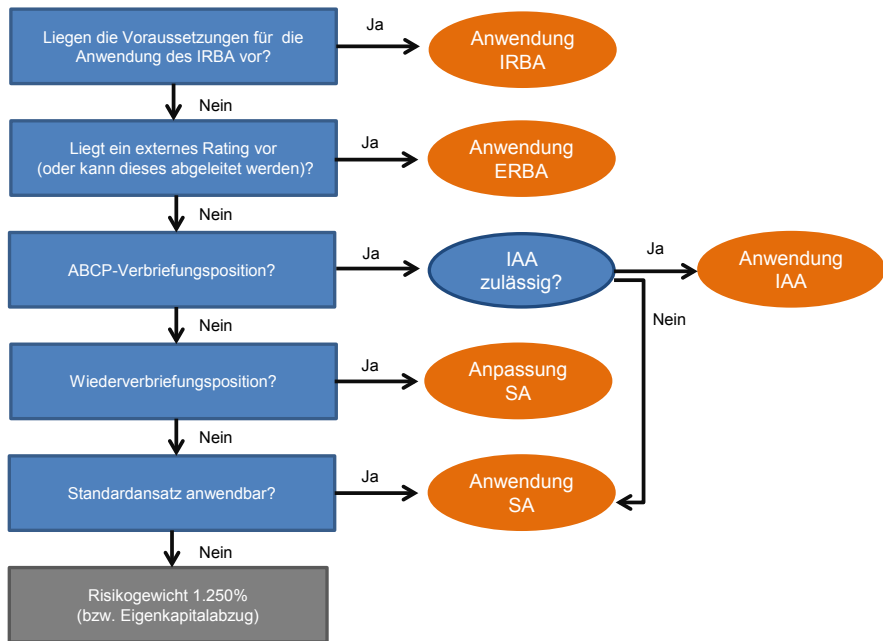 Liegen die Voraussetzungen für die
Anwendung des IRBA vor?
Ja
Anwendung
IRBA
Nein
Liegt ein externes Rating vor
(oder kann dieses abgeleitet werden)?
Ja
Anwendung
ERBA
Nein
ABCP-Verbriefungsposition?
Ja
IAA
zulässig?
Ja
Anwendung
IAA
Nein
Nein
Wiederverbriefungsposition?
Ja
Anpassung
SA
Nein
Standardansatz anwendbar?
Ja
Anwendung
SA
Nein
Risikogewicht 1.250%
(bzw. Eigenkapitalabzug)